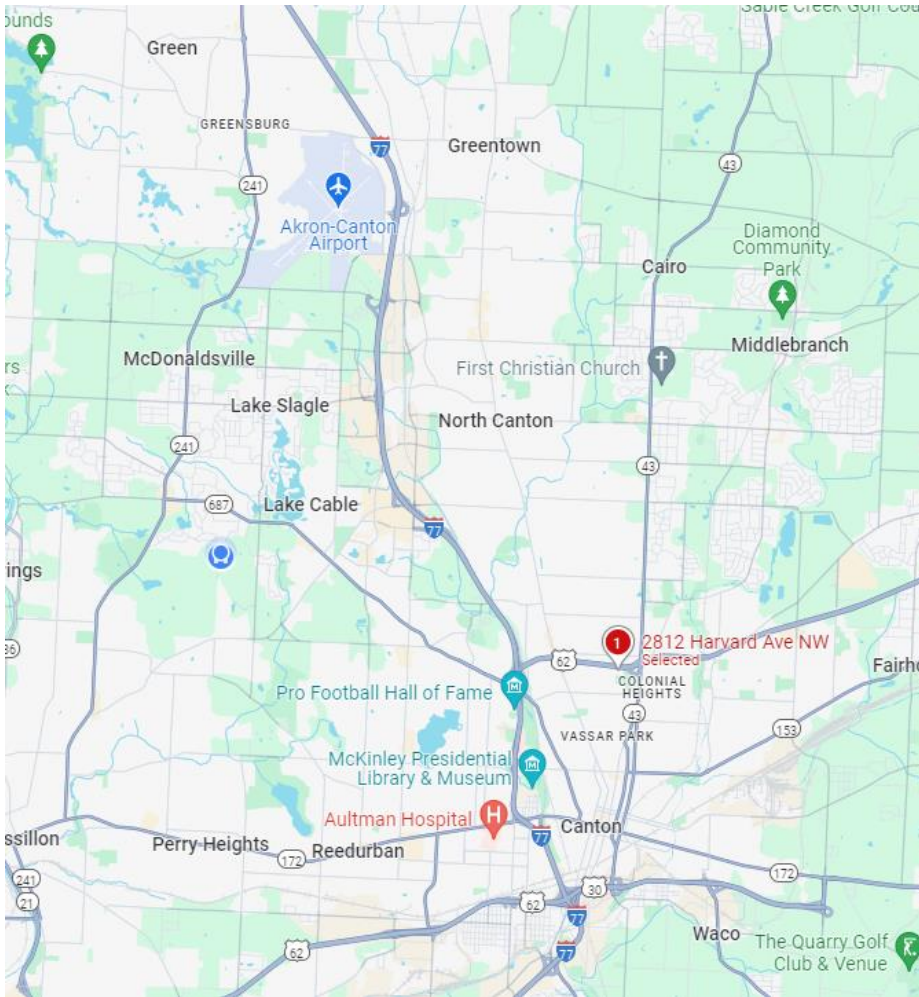 Sable Creek Golf Cou
ounds
Green
GREENSBURG
77
Greentown
43
241
Akron-Canton
Airport
Diamond
Community
Park
Cairo
McDonaldsville
First Christian Church
Middlebranch
rs
Lake Slagle
North Canton
241
43
687
Lake Cable
77
ings
1
2812 Harvard Ave NW
Selected
62
Fairho
COLONIAL
HEIGHTS
Pro Football Hall of Fame
M
43
VASSAR PARK
153
McKinley Presidential
Library & Museum
M
Aultman Hospital
H
Canton
ssillon
Perry Heights
Reedurban
77
172
172
241
21
30
62
77
62
77
Waco
The Quarry Golf
Club & Venue